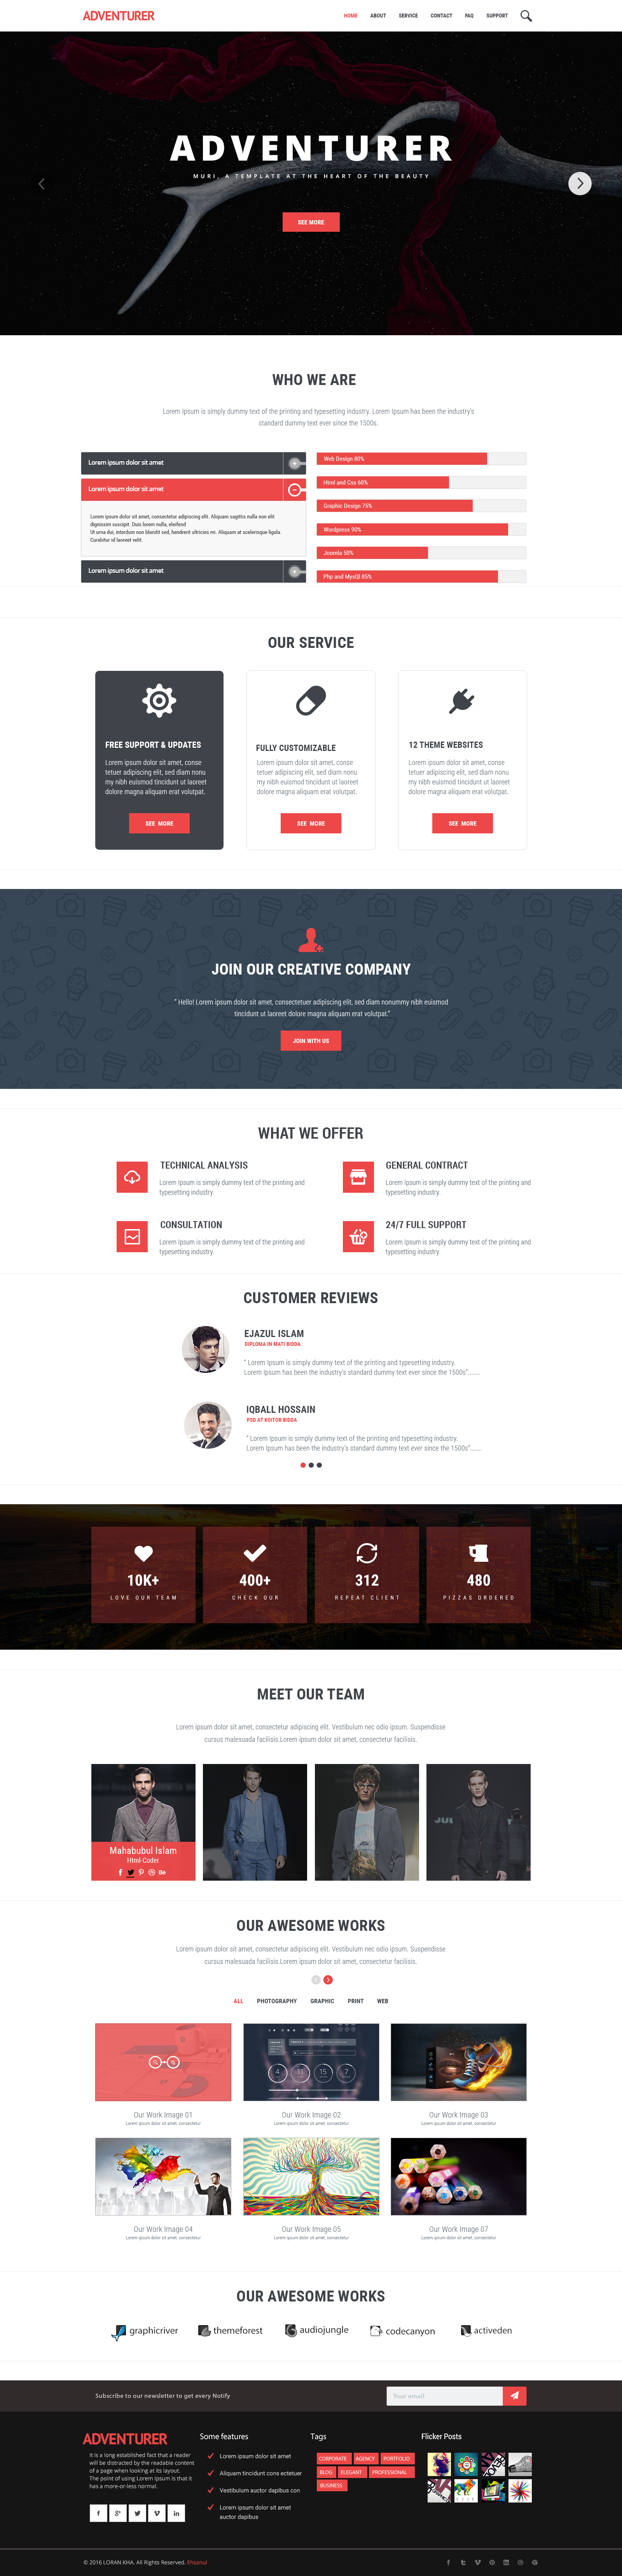 ADVENTURER
HOME ABOUT SERVICE CONTACT FAQ SUPPORT
ADVENTURER
MURI, A TEMPLATE AT THE HEART OF THE BEAUTY
SEE MORE
WHO WE ARE
Lorem Ipsum is simply dummy text of the printing and typesetting industry. Lorem Ipsum has been the industry's
standard dummy text ever since the 1500s.
Lorem ipsum dolor sit amet
Lorem ipsum dolor sit amet
Lorem ipsum dolor sit amet, consectetur adipiscing elit. Aliquam sagittis nulla non elit
dignissim suscipit. Duis lorem nulla, eleifend
Ut urna dui, interdum non blandit sed, hendrerit ultricies mi. Aliquam at scelerisque ligula.
Curabitur id laoreet velit.
Lorem ipsum dolor sit amet
Web Design 80%
Html and Css 60%
Graphic Design 75%
Wordpress 90%
Joomla 50%
Php and MysQl 85%
OUR SERVICE
FREE SUPPORT & UPDATES
Lorem ipsum dolor sit amet, conse
tetuer adipiscing elit, sed diam nonu
my nibh euismod tincidunt ut laoreet
dolore magna aliquam erat volutpat.
SEE MORE
FULLY CUSTOMIZABLE
Lorem ipsum dolor sit amet, conse
tetuer adipiscing elit, sed diam nonu
my nibh euismod tincidunt ut laoreet
dolore magna aliquam erat volutpat.
SEE MORE
12 THEME WEBSITES
Lorem ipsum dolor sit amet, conse
tetuer adipiscing elit, sed diam nonu
my nibh euismod tincidunt ut laoreet
dolore magna aliquam erat volutpat.
SEE MORE
JOIN OUR CREATIVE COMPANY
" Hello! Lorem ipsum dolor sit amet, consectetuer adipiscing elit, sed diam nonummy nibh euismod
tincidunt ut laoreet dolore magna aliquam erat volutpat."
JOIN WITH US
WHAT WE OFFER
TECHNICAL ANALYSIS
Lorem Ipsum is simply dummy text of the printing and
typesetting industry.
GENERAL CONTRACT
Lorem Ipsum is simply dummy text of the printing and
typesetting industry.
CONSULTATION
Lorem Ipsum is simply dummy text of the printing and
typesetting industry.
24/7 FULL SUPPORT
Lorem Ipsum is simply dummy text of the printing and
typesetting industry.
CUSTOMER REVIEWS
EJAZUL ISLAM
DIPLOMA IN MATI BIDDA
" Lorem Ipsum is simply dummy text of the printing and typesetting industry.
Lorem Ipsum has been the industry's standard dummy text ever since the 1500s".......
IQBALL HOSSAIN
PSD AT KOITOR BIDDA
" Lorem Ipsum is simply dummy text of the printing and typesetting industry.
Lorem Ipsum has been the industry's standard dummy text ever since the 1500s".......
10K+
LOVE OUR TEAM
400+
CHECK OUR
312
REPEAT CLIENT
480
PIZZAS ORDERED
MEET OUR TEAM
Lorem ipsum dolor sit amet, consectetur adipiscing elit. Vestibulum nec odio ipsum. Suspendisse
cursus malesuada facilisis.Lorem ipsum dolor sit amet, consectetur facilisis.
Mahabubul Islam
Html-Coder
Bē
OUR AWESOME WORKS
Lorem ipsum dolor sit amet, consectetur adipiscing elit. Vestibulum nec odio ipsum. Suspendisse
cursus malesuada facilisis.Lorem ipsum dolor sit amet, consectetur facilisis.
ALL PHOTOGRAPHY GRAPHIC PRINT WEB
4 11 15 7
Our Work Image 01
Lorem ipsum dolor sit amet, consectetur
Our Work Image 02
Lorem ipsum dolor sit amet, consectetur
Our Work Image 03
Lorem ipsum dolor sit amet, consectetur
Our Work Image 04
Lorem ipsum dolor sit amet, consectetur
Our Work Image 05
Lorem ipsum dolor sit amet, consectetur
Our Work Image 07
Lorem ipsum dolor sit amet, consectetur
OUR AWESOME WORKS
graphicriver themeforest audiojungle codecanyon activeden
Subscribe to our newsletter to get every Notify
Your email
ADVENTURER
It is a long established fact that a reader
will be distracted by the readable content
of a page when looking at its layout.
The point of using Lorem Ipsum is that it
has a more-or-less normal.
Some features
Lorem ipsum dolor sit amet
Aliquam tincidunt cons ectetuer
Vestibulum auctor dapibus con
Lorem ipsum dolor sit amet
auctor dapibus
Tags
CORPORATE AGENCY PORTFOLIO
BLOG ELEGANT PROFESSIONAL
BUSINESS
Flicker Posts
© 2016 LORAN KHA. All Rights Reserved. Ehsanul